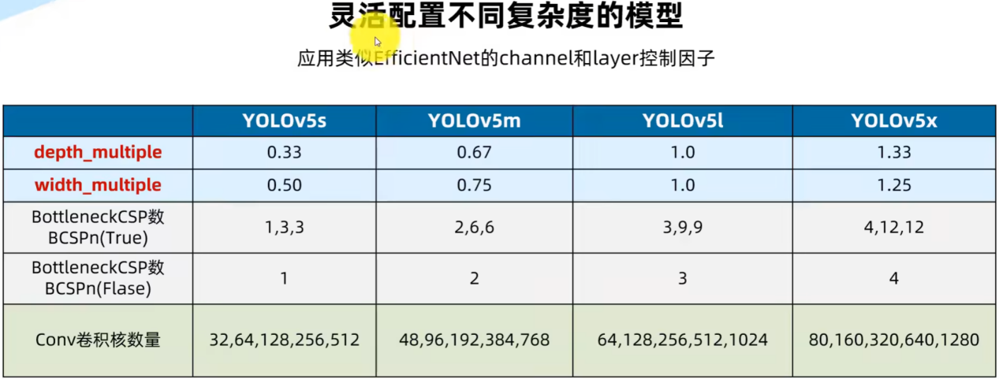 灵活配置不同复杂度的模型
应用类似EfficientNet的channel和layer控制因子
YOLOv5s YOLOv5m YOLOv5l YOLOv5x
depth_multiple 0.33 0.67 1.0 1.33
width_multiple 0.50 0.75 1.0 1.25
BottleneckCSP数
BCSPn(True) 1,3,3 2,6,6 3,9,9 4,12,12
BottleneckCSP数
BCSPn(Flase) 1 2 3 4
Conv卷积核数量 32,64,128,256,512 48,96,192,384,768 64,128,256,512,1024 80,160,320,640,1280